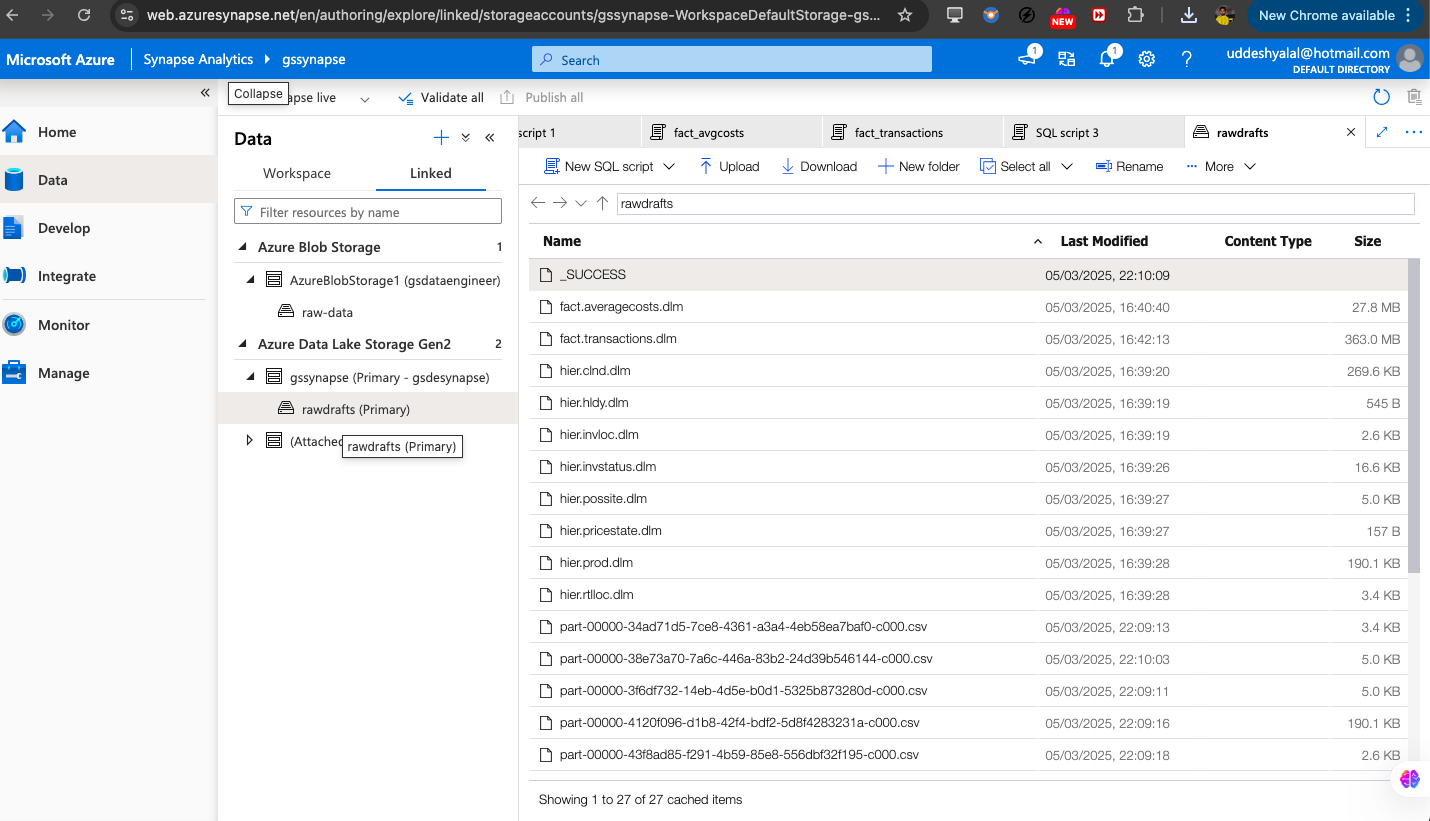 web.azuresynapse.net/en/authoring/explore/linked/storageaccounts/gssynapse-WorkspaceDefaultStorage-gs...
NEW
New Chrome available
Microsoft Azure
Synapse Analytics
gssynapse
Search
1
1
uddeshyalal@hotmail.com
DEFAULT DIRECTORY
Collapse
apse live
Validate all
Publish all
Home
Data
Develop
Integrate
Monitor
Manage
Data
Workspace
Linked
Filter resources by name
Azure Blob Storage 1
AzureBlobStorage1 (gsdataengineer)
raw-data
Azure Data Lake Storage Gen2 2
gssynapse (Primary - gsdesynapse)
rawdrafts (Primary)
(Attached
rawdrafts (Primary)
script 1
fact_avgcosts
fact_transactions
SQL script 3
rawdrafts
New SQL script
Upload
Download
New folder
Select all
Rename
More
rawdrafts
Name Last Modified Content Type Size
_SUCCESS 05/03/2025, 22:10:09
fact.averagecosts.dlm 05/03/2025, 16:40:40 27.8 MB
fact.transactions.dlm 05/03/2025, 16:42:13 363.0 MB
hier.clnd.dlm 05/03/2025, 16:39:20 269.6 KB
hier.hldy.dlm 05/03/2025, 16:39:19 545 B
hier.invloc.dlm 05/03/2025, 16:39:19 2.6 KB
hier.invstatus.dlm 05/03/2025, 16:39:26 16.6 KB
hier.possite.dlm 05/03/2025, 16:39:27 5.0 KB
hier.pricestate.dlm 05/03/2025, 16:39:27 157 B
hier.prod.dlm 05/03/2025, 16:39:28 190.1 KB
hier.rtlloc.dlm 05/03/2025, 16:39:28 3.4 KB
part-00000-34ad71d5-7ce8-4361-a3a4-4eb58ea7baf0-c000.csv 05/03/2025, 22:09:13 3.4 KB
part-00000-38e73a70-7a6c-446a-83b2-24d39b546144-c000.csv 05/03/2025, 22:10:03 5.0 KB
part-00000-3f6df732-14eb-4d5e-b0d1-5325b873280d-c000.csv 05/03/2025, 22:09:11 5.0 KB
part-00000-4120f096-d1b8-42f4-bdf2-5d8f4283231a-c000.csv 05/03/2025, 22:09:16 190.1 KB
part-00000-43f8ad85-f291-4b59-85e8-556dbf32f195-c000.csv 05/03/2025, 22:09:18 2.6 KB
Showing 1 to 27 of 27 cached items